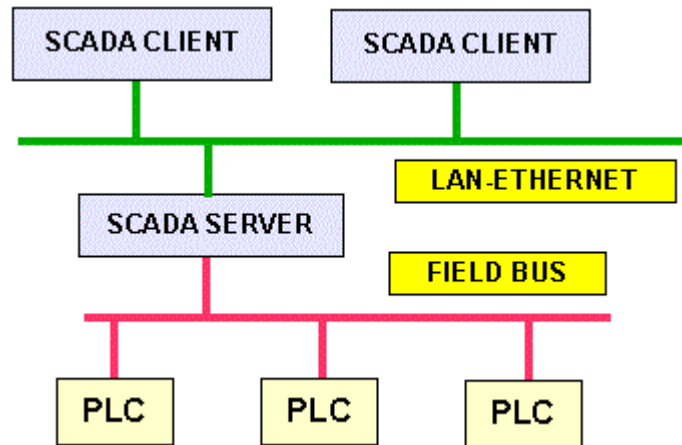 SCADA CLIENT
SCADA CLIENT
LAN-ETHERNET
SCADA SERVER
FIELD BUS
PLC
PLC
PLC